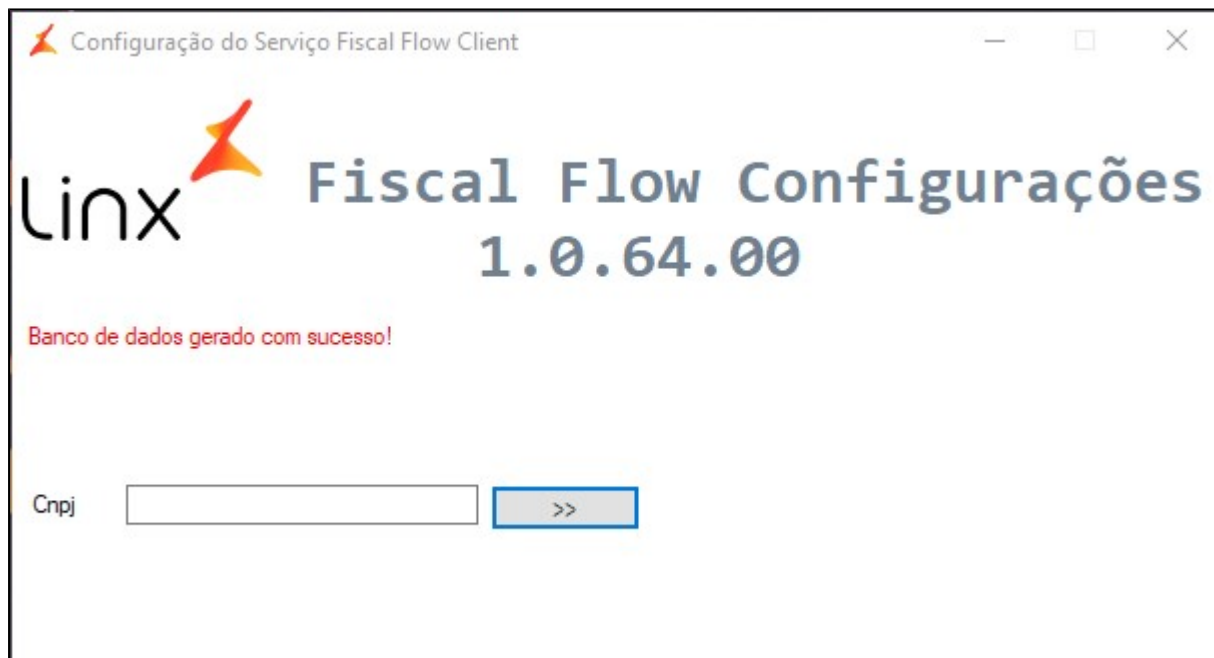 Configuração do Serviço Fiscal Flow Client
Linx
Fiscal Flow Configurações
1.0.64.00
Banco de dados gerado com sucesso!
Cnpj
>>